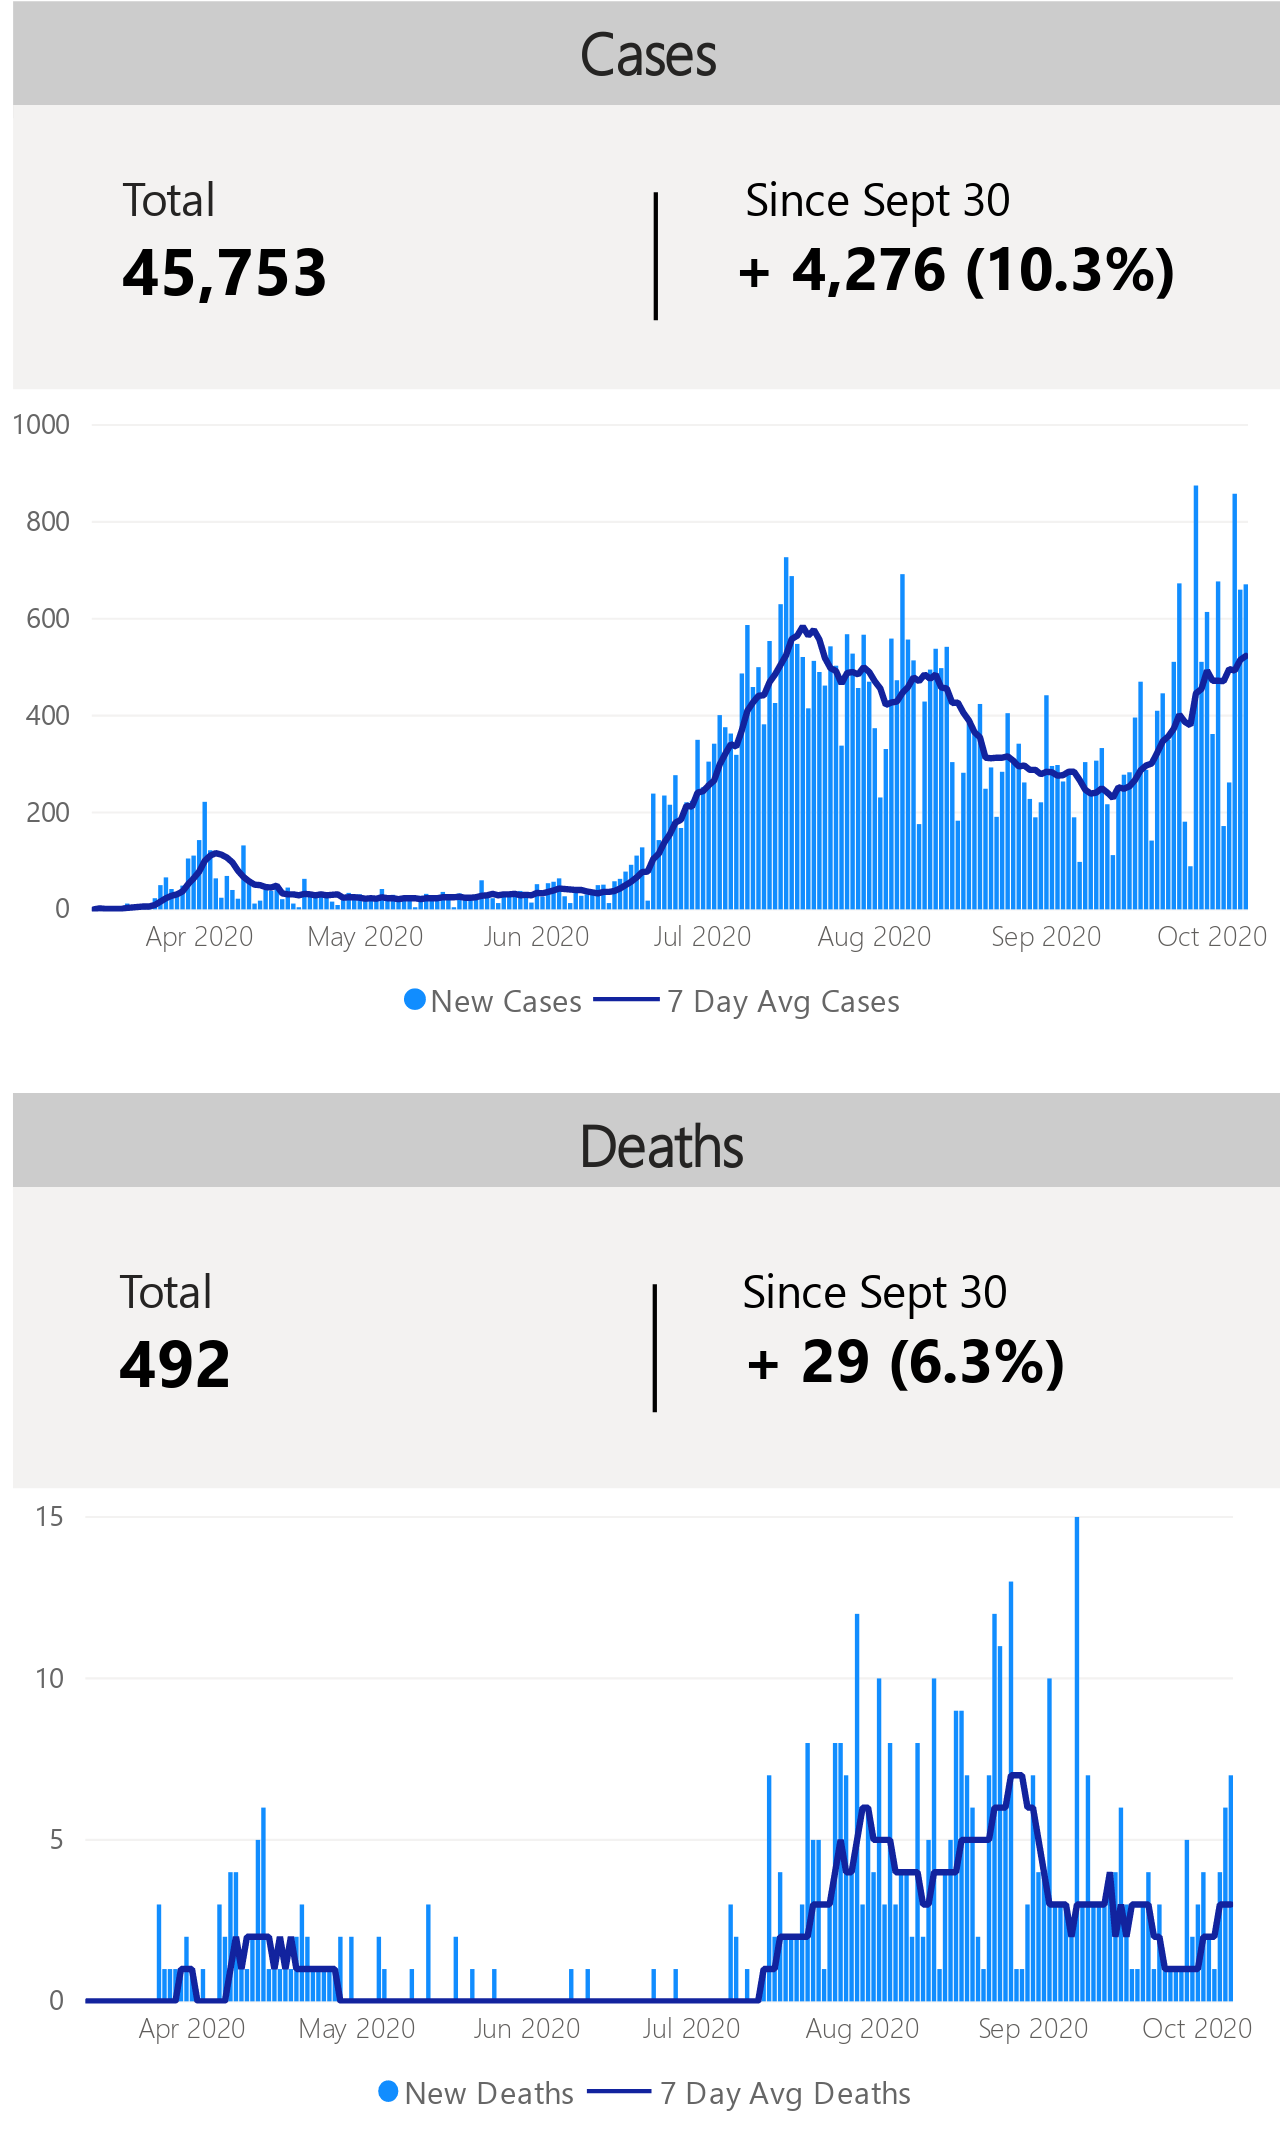 Cases
Total
Since Sept 30
45,753
+ 4,276 (10.3%)
1000
800
600
400
200
0
Apr 2020 May 2020 Jun 2020 Jul 2020 Aug 2020 Sep 2020 Oct 2020
New Cases 7 Day Avg Cases
Deaths
Total
Since Sept 30
492
+ 29 (6.3%)
15
10
5
0
Apr 2020 May 2020 Jun 2020 Jul 2020 Aug 2020 Sep 2020 Oct 2020
New Deaths 7 Day Avg Deaths